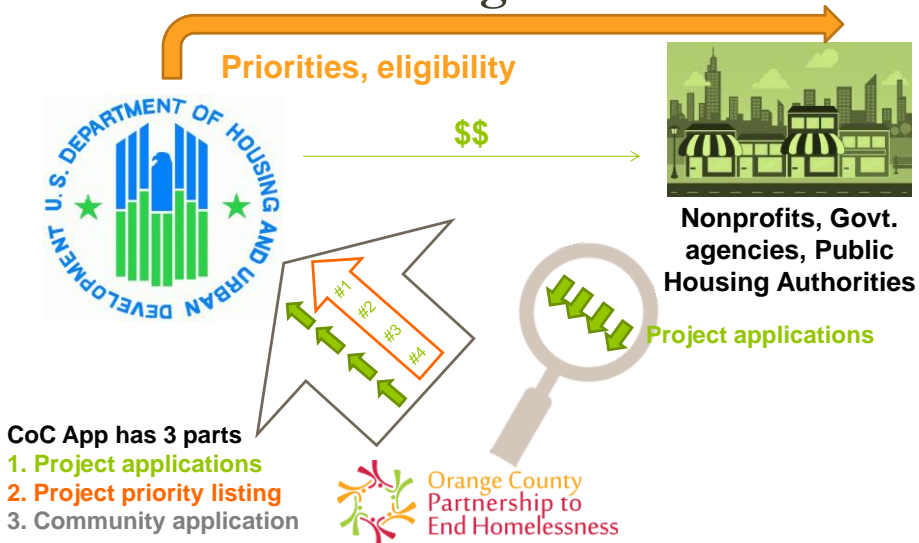 Priorities, eligibility
U.S. DEPARTMENT OF HOUSING AND URBAN DEVELOPMENT
$$
Nonprofits, Govt.
agencies, Public
Housing Authorities
Project applications
#1
#2
#3
#4
CoC App has 3 parts
1. Project applications
2. Project priority listing
3. Community application
Orange County
Partnership to
End Homelessness